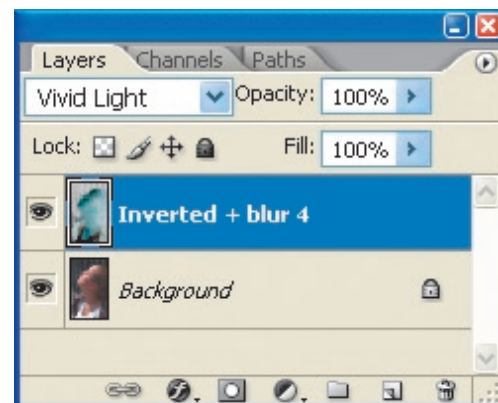 Layers Channels Paths
Vivid Light Opacity: 100%
Lock: Fill: 100%
Inverted + blur 4
Background